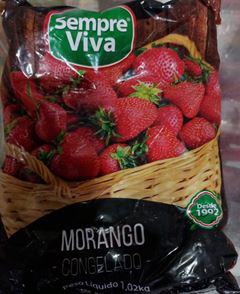 Sempre
Viva
Desde
1992
MORANGO
- CONGELADO -
Peso Líquido 1,02kg